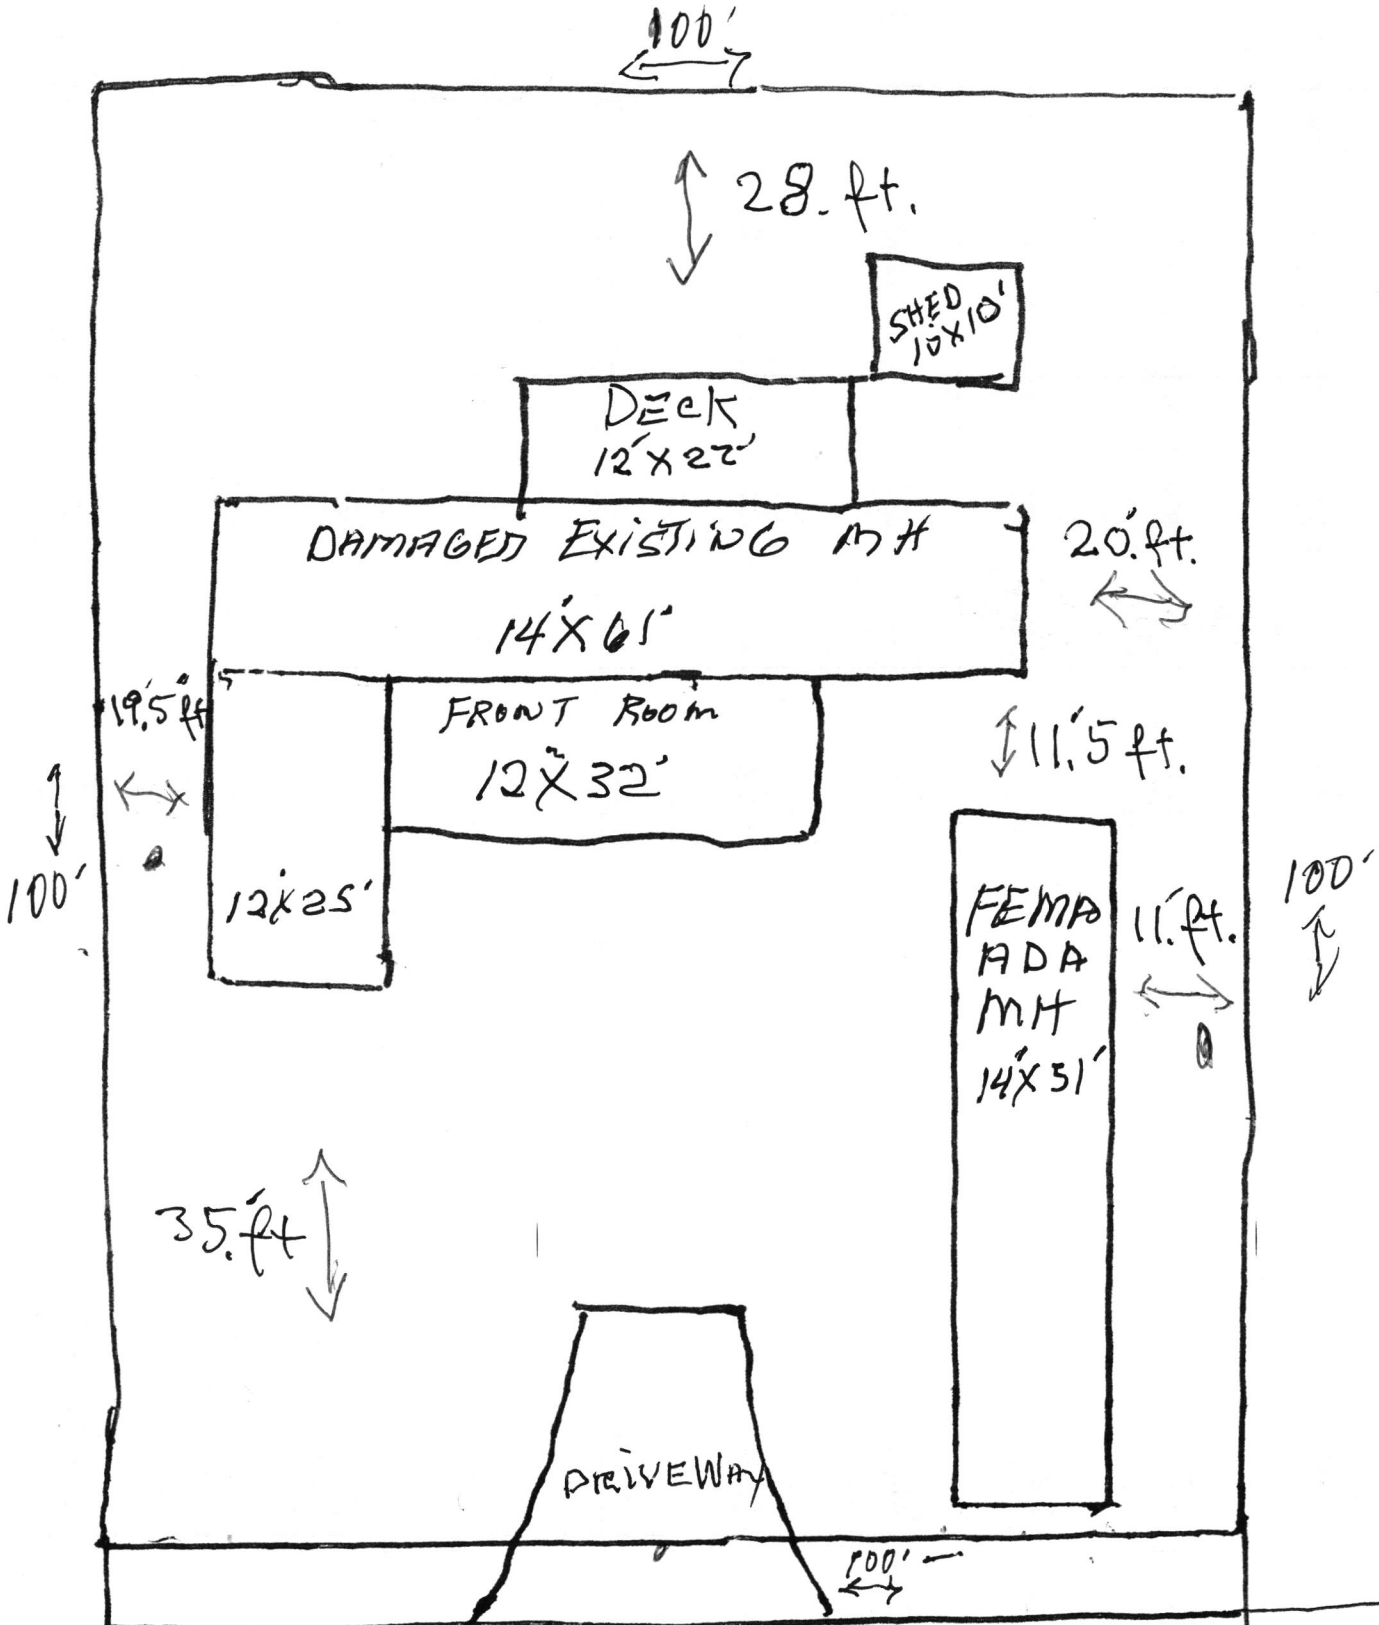 100'
28. ft.
SHED
10X10'
DECK
12'X22'
DAMAGED EXISTING MH
20'.ft.
14'X61'
19.'5"ft
FRONT ROOM
11.'5 ft.
12'X32'
100'
12'X25'
FEMA
ADA
MH
14'X51'
11.'ft.
100'
35.'ft
DRIVEWAY
100'